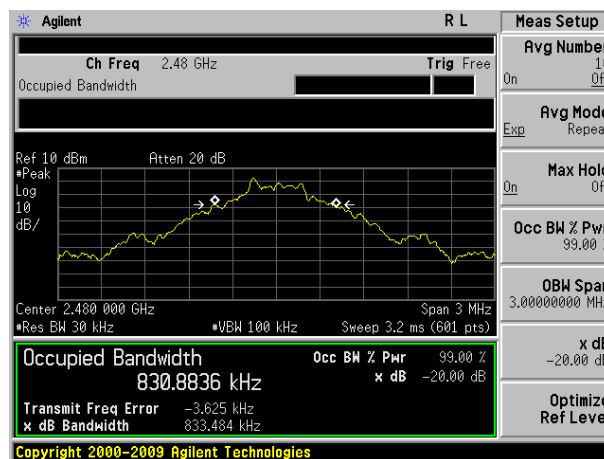 Agilent R L Meas Setup
Ch Freq 2.48 GHz Trig Free
Occupied Bandwidth
Avg Number
On
Avg Mode
Exp Repeat
Max Hold
On
Occ BW % Pwr
99.00 %
OBW Span
3.00000000 MHz
x dB
-20.00 dB
Optimize
Ref Level
Ref 10 dBm Atten 20 dB
#Peak
Log
10
dB/
Center 2.480 000 GHz Span 3 MHz
#Res BW 30 kHz #VBW 100 kHz Sweep 3.2 ms (601 pts)
Occupied Bandwidth
830.8836 kHz
Occ BW % Pwr 99.00 %
x dB -20.00 dB
Transmit Freq Error -3.625 kHz
x dB Bandwidth 833.484 kHz
Copyright 2000-2009 Agilent Technologies